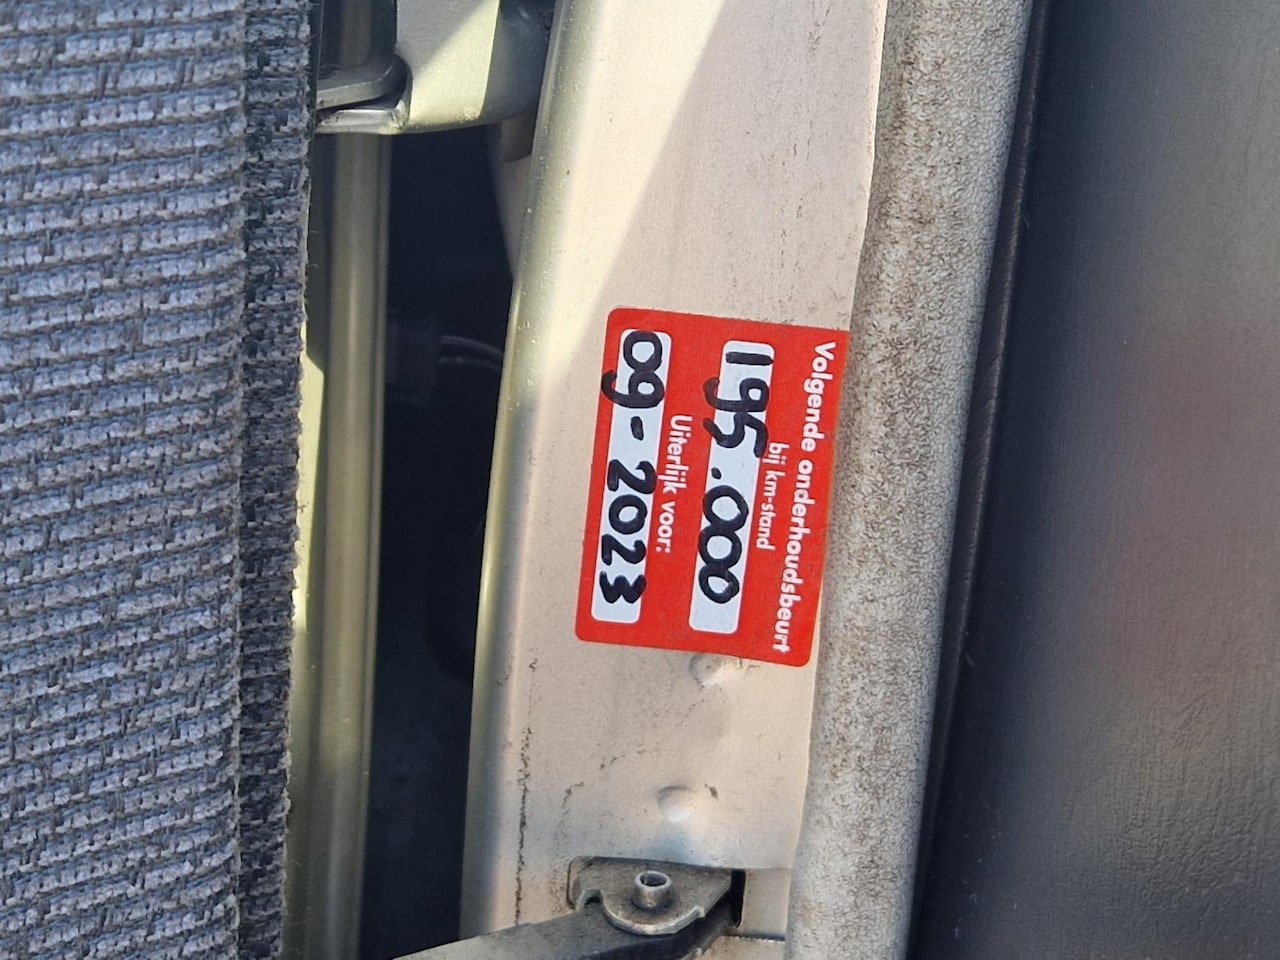 Volgende onderhoudsbeurt
bij km-stand
195.000
Uiterlijk voor:
09-2023